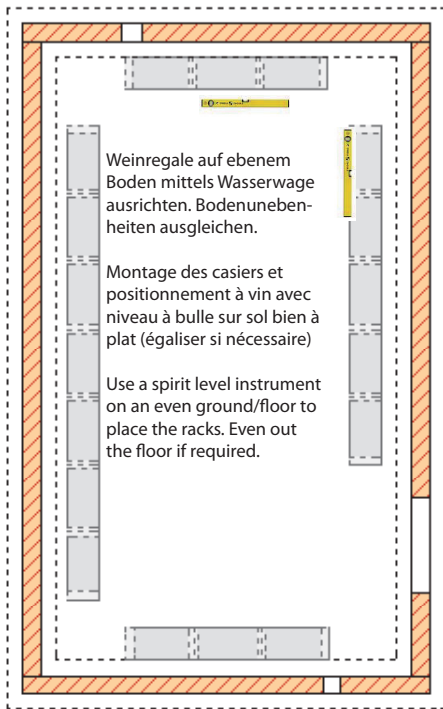 Weinregale auf ebenem
Boden mittels Wasserwage
ausrichten. Bodenuneben-
heiten ausgleichen.
Montage des casiers et
positionnement à vin avec
niveau à bulle sur sol bien à
plat (égaliser si nécessaire)
Use a spirit level instrument
on an even ground/floor to
place the racks. Even out
the floor if required.